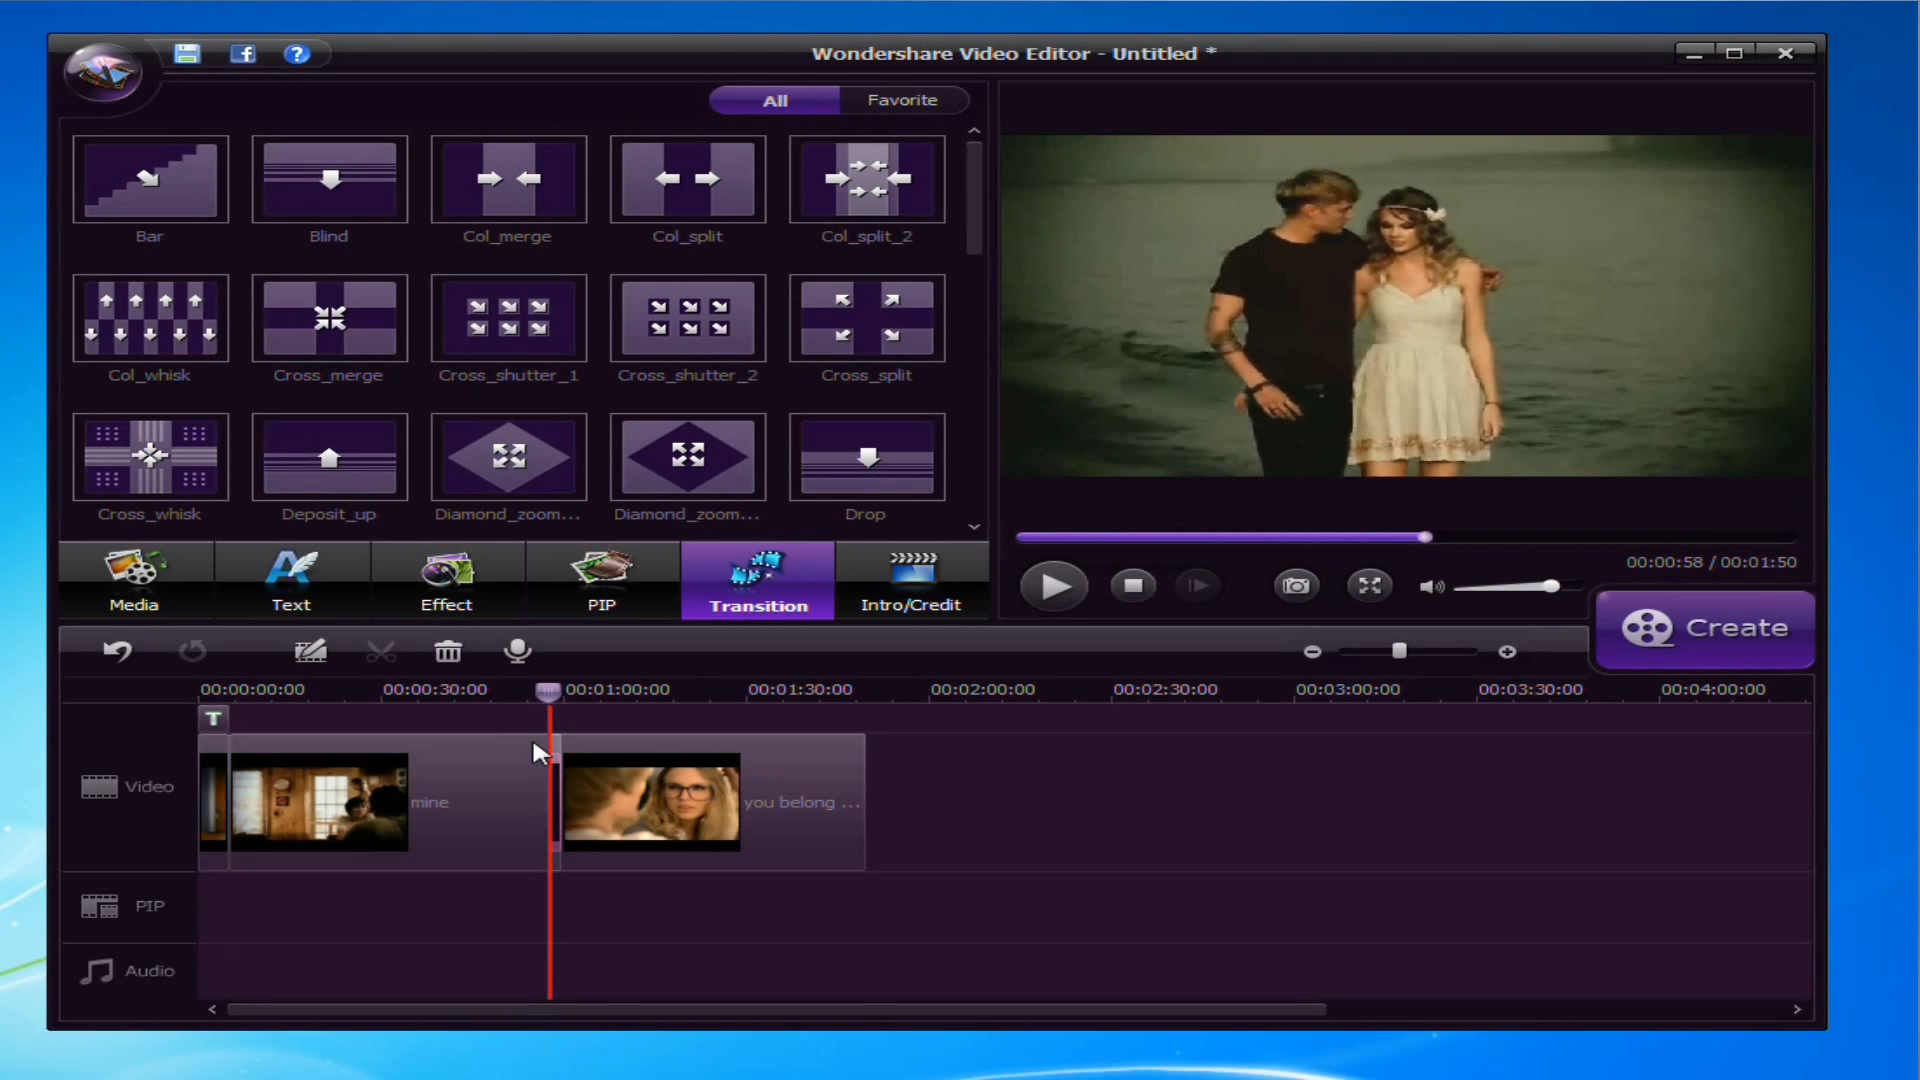 Wondershare Video Editor - Untitled *
All
Favorite
Bar
Blind
Col_merge
Col_split
Col_split_2
Col_whisk
Cross_merge
Cross_shutter_1
Cross_shutter_2
Cross_split
Cross_whisk
Deposit_up
Diamond_zoom...
Diamond_zoom...
Drop
Media
Text
Effect
PIP
Transition
Intro/Credit
00:00:58 / 00:01:50
Create
00:00:00:00
00:00:30:00
00:01:00:00
00:01:30:00
00:02:00:00
00:02:30:00
00:03:00:00
00:03:30:00
00:04:00:00
T
Video
mine
you belong ...
PIP
Audio